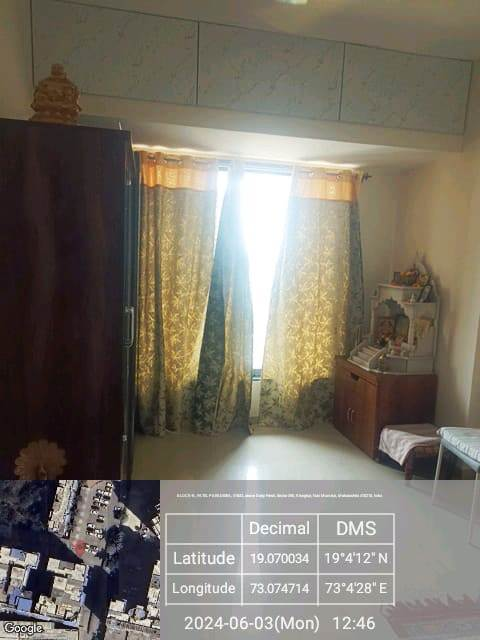 Decimal DMS
Latitude 19.070034 19°4'12" N
Longitude 73.074714 73°4'28" E
2024-06-03(Mon) 12:46
Google